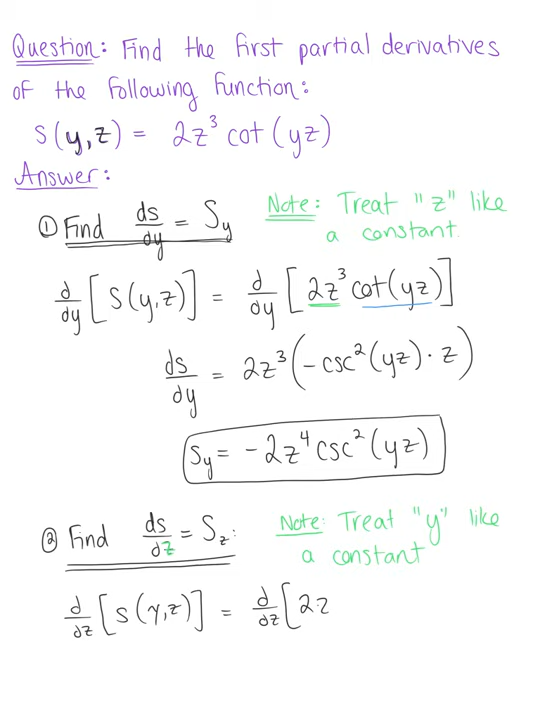 Question: Find the first partial derivatives
of the following function:
S(y,z) = 2z³ cot(yz)
Answer:
① Find ds/dy = Sy
Note: Treat "z" like
a constant.
d/dy [S(y,z)] = d/dy [2z³ cot(yz)]
ds/dy = 2z³(-csc²(yz) · z)
Sy = -2z⁴ csc²(yz)
② Find ds/dz = Sz:
Note: Treat "y" like
a constant
d/dz [S(y,z)] = d/dz [2z